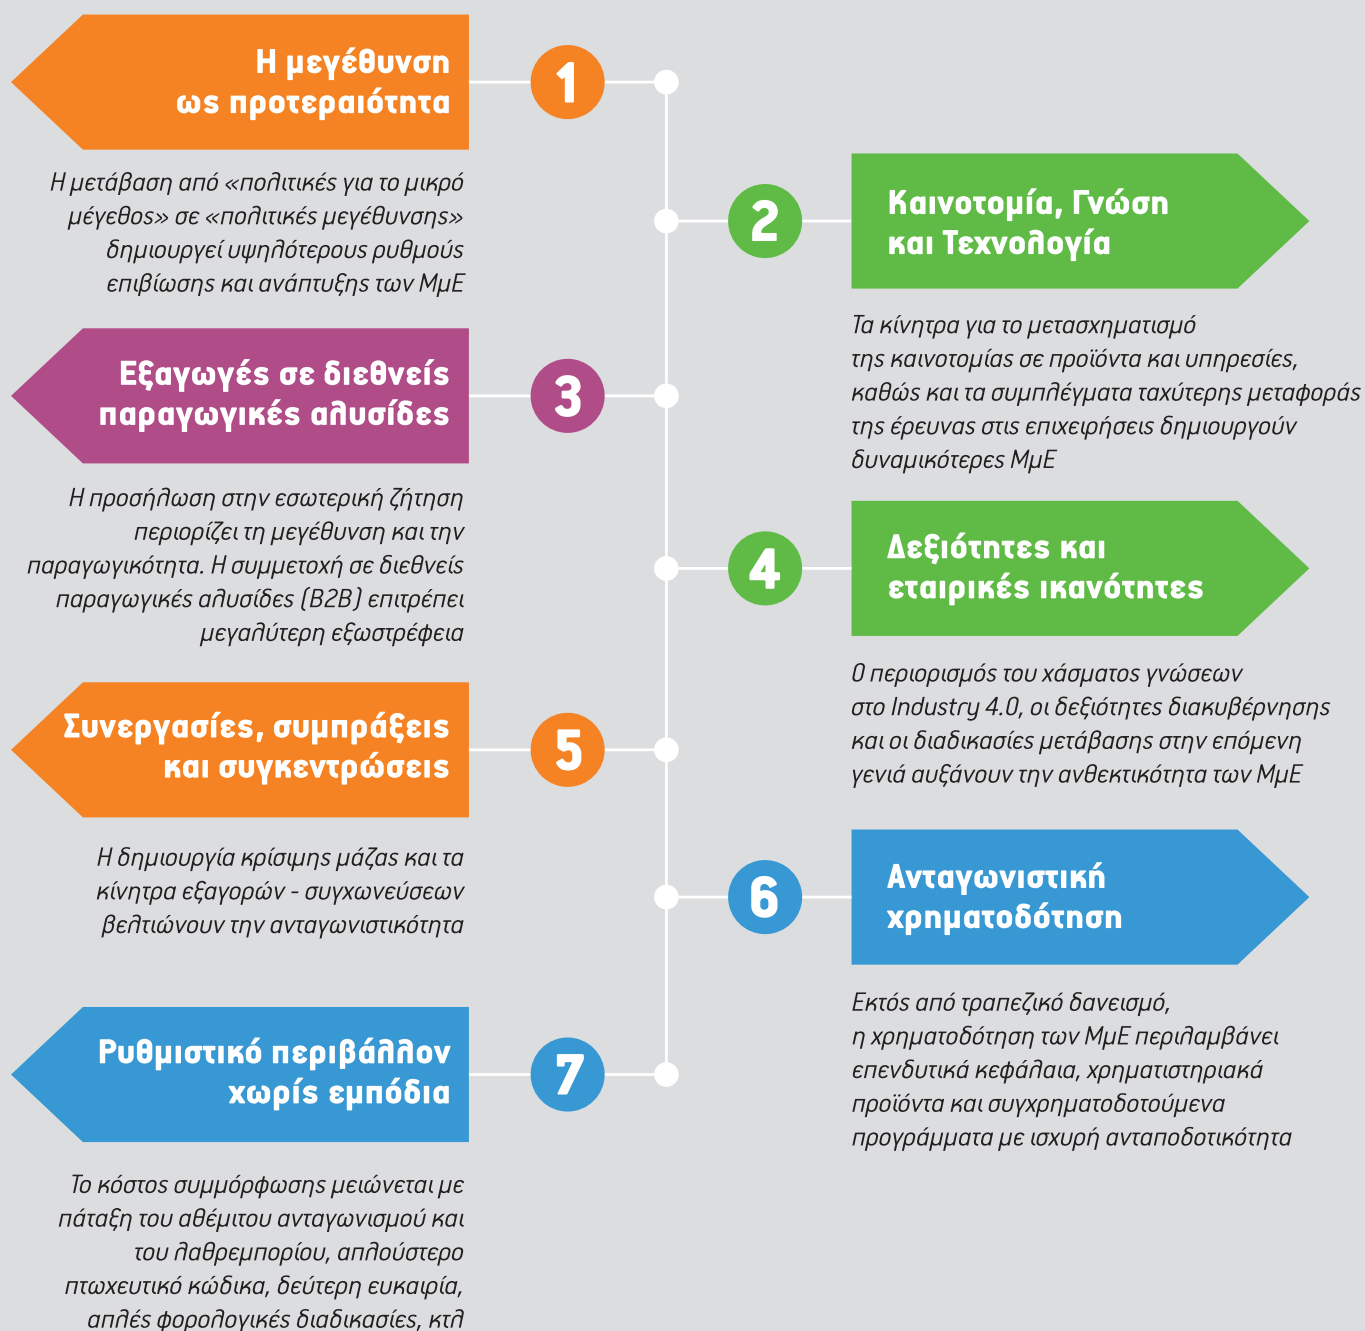 Η μεγέθυνση
ως προτεραιότητα
1
Η μετάβαση από «πολιτικές για το μικρό
μέγεθος» σε «πολιτικές μεγέθυνσης»
δημιουργεί υψηλότερους ρυθμούς
επιβίωσης και ανάπτυξης των ΜμΕ
2
Καινοτομία, Γνώση
και Τεχνολογία
Τα κίνητρα για το μετασχηματισμό
της καινοτομίας σε προϊόντα και υπηρεσίες,
καθώς και τα συμπλέγματα ταχύτερης μεταφοράς
της έρευνας στις επιχειρήσεις δημιουργούν
δυναμικότερες ΜμΕ
Εξαγωγές σε διεθνείς
παραγωγικές αλυσίδες
3
Η προσήλωση στην εσωτερική ζήτηση
περιορίζει τη μεγέθυνση και την
παραγωγικότητα. Η συμμετοχή σε διεθνείς
παραγωγικές αλυσίδες (B2B) επιτρέπει
μεγαλύτερη εξωστρέφεια
4
Δεξιότητες και
εταιρικές ικανότητες
Ο περιορισμός του χάσματος γνώσεων
στο Industry 4.0, οι δεξιότητες διακυβέρνησης
και οι διαδικασίες μετάβασης στην επόμενη
γενιά αυξάνουν την ανθεκτικότητα των ΜμΕ
Συνεργασίες, συμπράξεις
και συγκεντρώσεις
5
Η δημιουργία κρίσιμης μάζας και τα
κίνητρα εξαγορών - συγχωνεύσεων
βελτιώνουν την ανταγωνιστικότητα
6
Ανταγωνιστική
χρηματοδότηση
Εκτός από τραπεζικό δανεισμό,
η χρηματοδότηση των ΜμΕ περιλαμβάνει
επενδυτικά κεφάλαια, χρηματιστηριακά
προϊόντα και συγχρηματοδοτούμενα
προγράμματα με ισχυρή ανταποδοτικότητα
Ρυθμιστικό περιβάλλον
χωρίς εμπόδια
7
Το κόστος συμμόρφωσης μειώνεται με
πάταξη του αθέμιτου ανταγωνισμού και
του λαθρεμπορίου, απλούστερο
πτωχευτικό κώδικα, δεύτερη ευκαιρία,
απλές φορολογικές διαδικασίες, κτλ